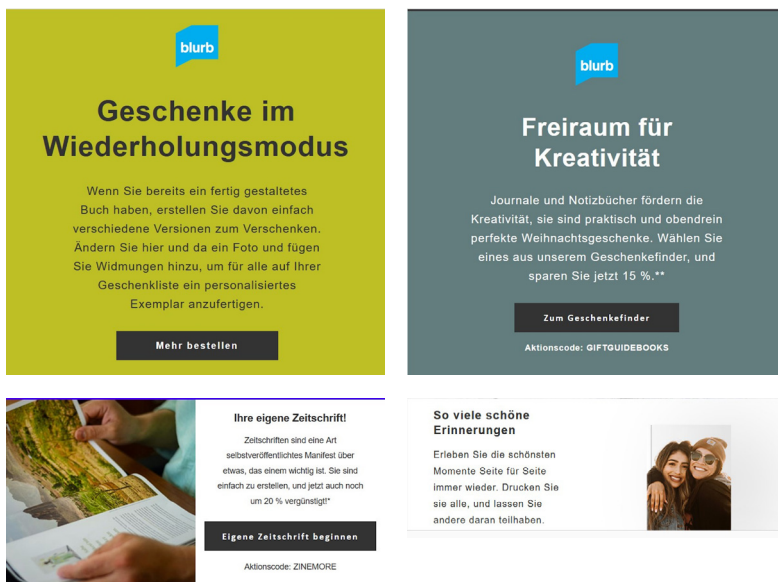 blurb
Geschenke im
Wiederholungsmodus
Wenn Sie bereits ein fertig gestaltetes
Buch haben, erstellen Sie davon einfach
verschiedene Versionen zum Verschenken.
Ändern Sie hier und da ein Foto und fügen
Sie Widmungen hinzu, um für alle auf Ihrer
Geschenkliste ein personalisiertes
Exemplar anzufertigen.
Mehr bestellen
blurb
Freiraum für
Kreativität
Journale und Notizbücher fördern die
Kreativität, sie sind praktisch und obendrein
perfekte Weihnachtsgeschenke. Wählen Sie
eines aus unserem Geschenkefinder, und
sparen Sie jetzt 15 %.**
Zum Geschenkefinder
Aktionscode: GIFTGUIDEBOOKS
Ihre eigene Zeitschrift!
Zeitschriften sind eine Art
selbstveröffentlichtes Manifest über
etwas, das einem wichtig ist. Sie sind
einfach zu erstellen, und jetzt auch noch
um 20 % vergünstigt!*
Eigene Zeitschrift beginnen
Aktionscode: ZINEMORE
So viele schöne
Erinnerungen
Erleben Sie die schönsten
Momente Seite für Seite
immer wieder. Drucken Sie
sie alle, und lassen Sie
andere daran teilhaben.